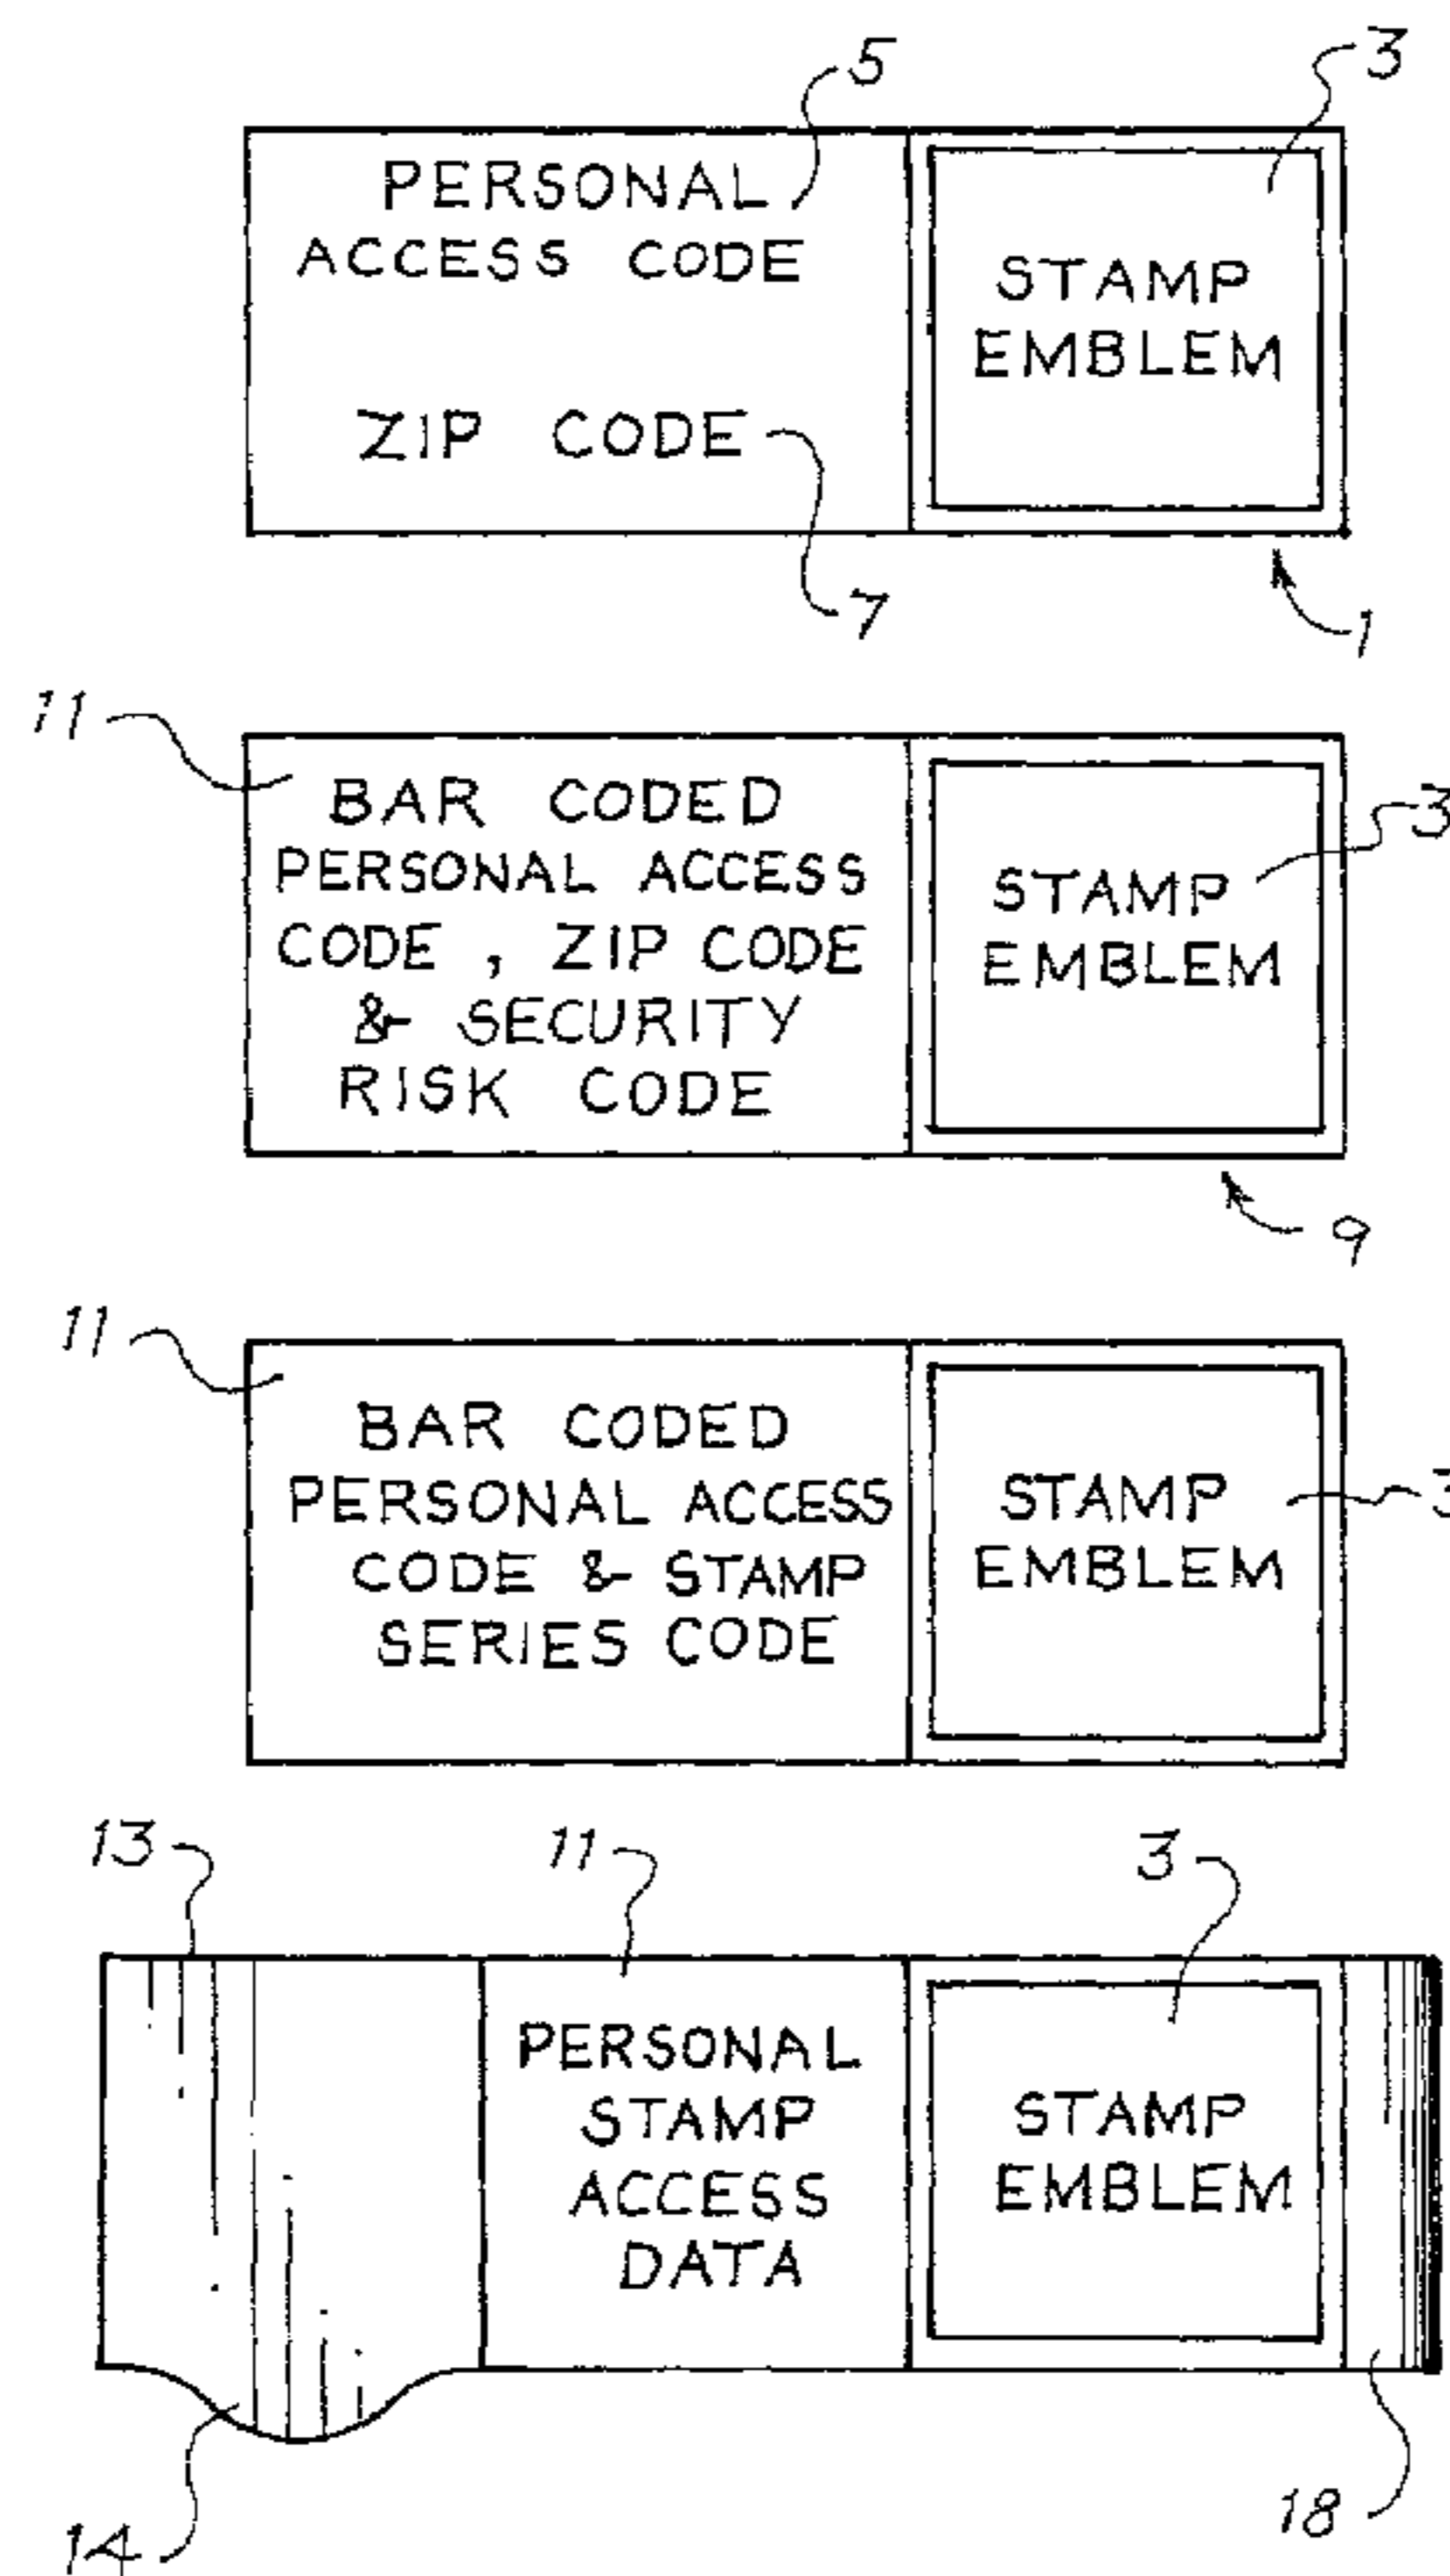 5
3
PERSONAL
ACCESS CODE
STAMP
EMBLEM
ZIP CODE
7
1
11
BAR CODED
PERSONAL ACCESS
CODE , ZIP CODE
& SECURITY
RISK CODE
STAMP
EMBLEM
3
9
11
BAR CODED
PERSONAL ACCESS
CODE & STAMP
SERIES CODE
STAMP
EMBLEM
3
13
11
3
PERSONAL
STAMP
ACCESS
DATA
STAMP
EMBLEM
14
18